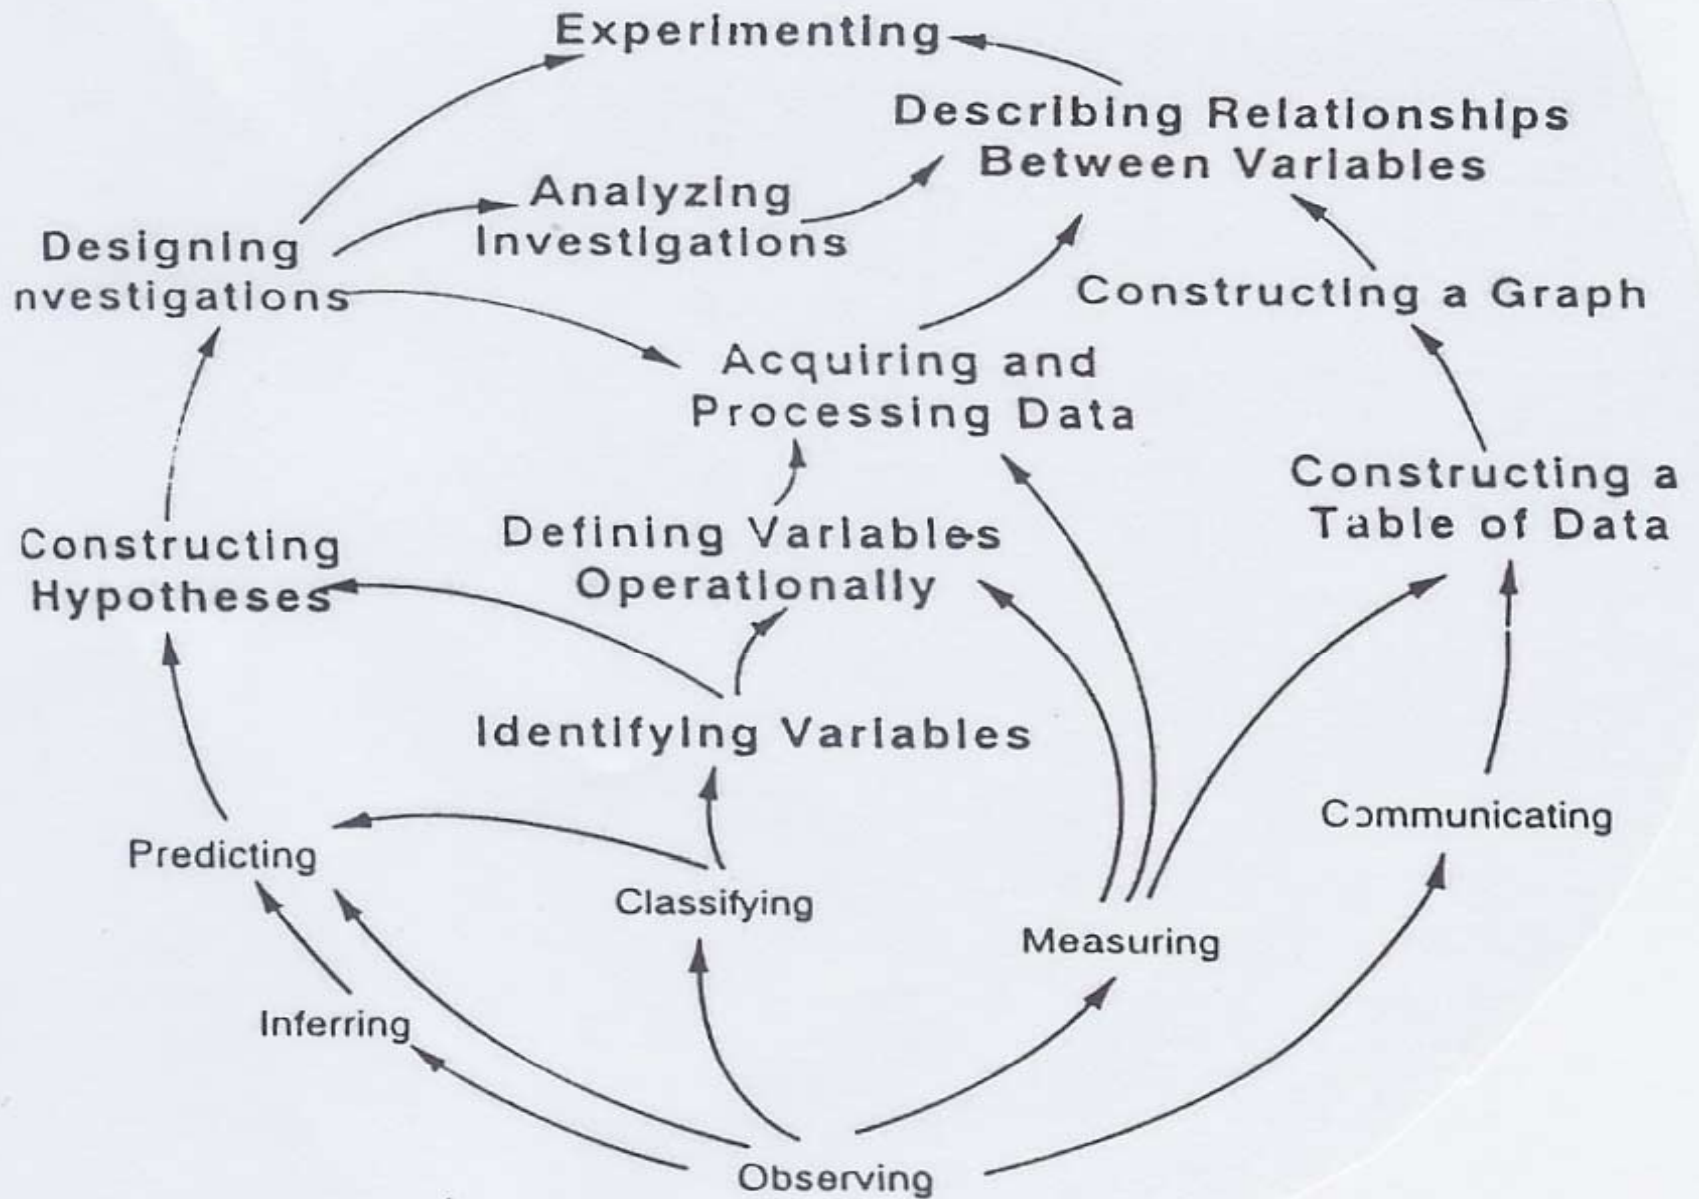 Experimenting
Describing Relationships
Between Variables
Analyzing
Investigations
Designing
nvestigations
Constructing a Graph
Acquiring and
Processing Data
Constructing a
Table of Data
Constructing
Hypotheses
Defining Variables
Operationally
Identifying Variables
Communicating
Predicting
Classifying
Measuring
Inferring
Observing